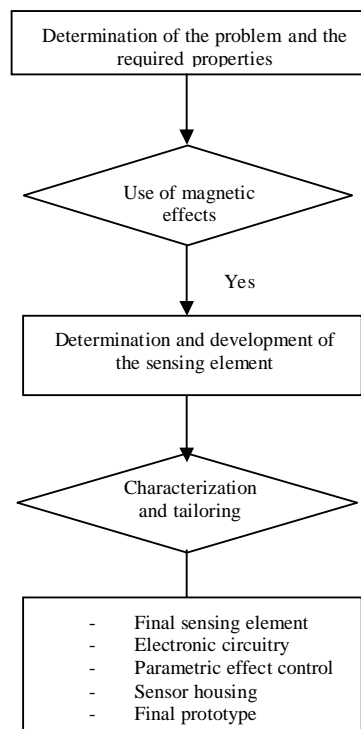 Determination of the problem and the
required properties
Use of magnetic
effects
Yes
Determination and development of
the sensing element
Characterization
and tailoring
- Final sensing element
- Electronic circuitry
- Parametric effect control
- Sensor housing
- Final prototype